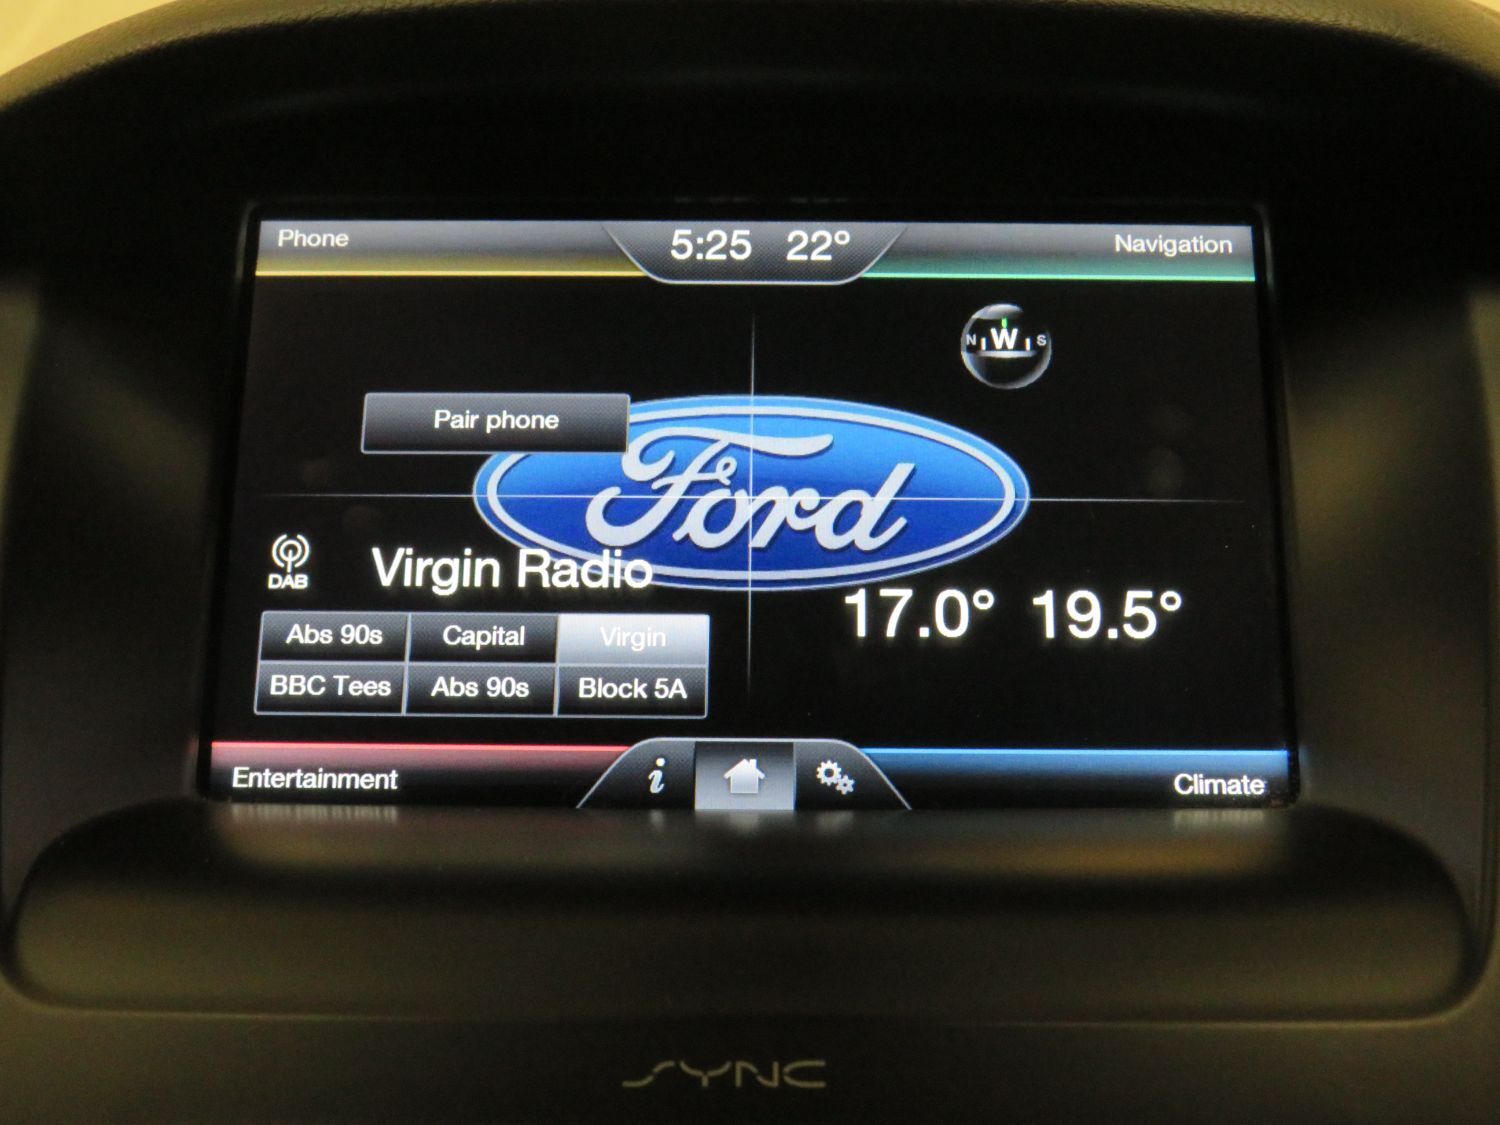 Phone 5:25 22° Navigation
N W S
Pair phone
Ford
DAB Virgin Radio
17.0° 19.5°
Abs 90s Capital Virgin
BBC Tees Abs 90s Block 5A
Entertainment i Climate
SYNC